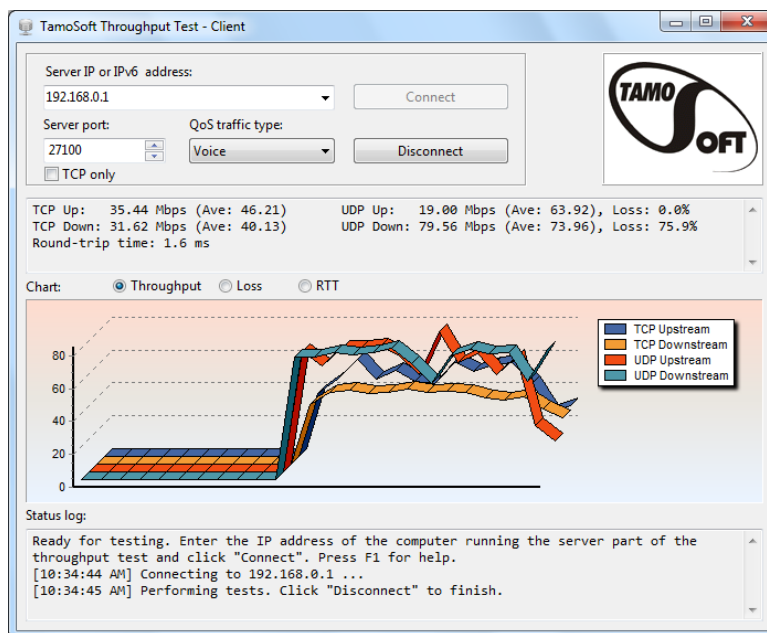 TamoSoft Throughput Test - Client
Server IP or IPv6 address:
192.168.0.1
Connect
Server port:
QoS traffic type:
27100
Voice
Disconnect
TCP only
TAMO
SOFT
TCP Up: 35.44 Mbps (Ave: 46.21) UDP Up: 19.00 Mbps (Ave: 63.92), Loss: 0.0%
TCP Down: 31.62 Mbps (Ave: 40.13) UDP Down: 79.56 Mbps (Ave: 73.96), Loss: 75.9%
Round-trip time: 1.6 ms
Chart:
Throughput
Loss
RTT
80
60
40
20
0
TCP Upstream
TCP Downstream
UDP Upstream
UDP Downstream
Status log:
Ready for testing. Enter the IP address of the computer running the server part of the
throughput test and click "Connect". Press F1 for help.
[10:34:44 AM] Connecting to 192.168.0.1 ...
[10:34:45 AM] Performing tests. Click "Disconnect" to finish.